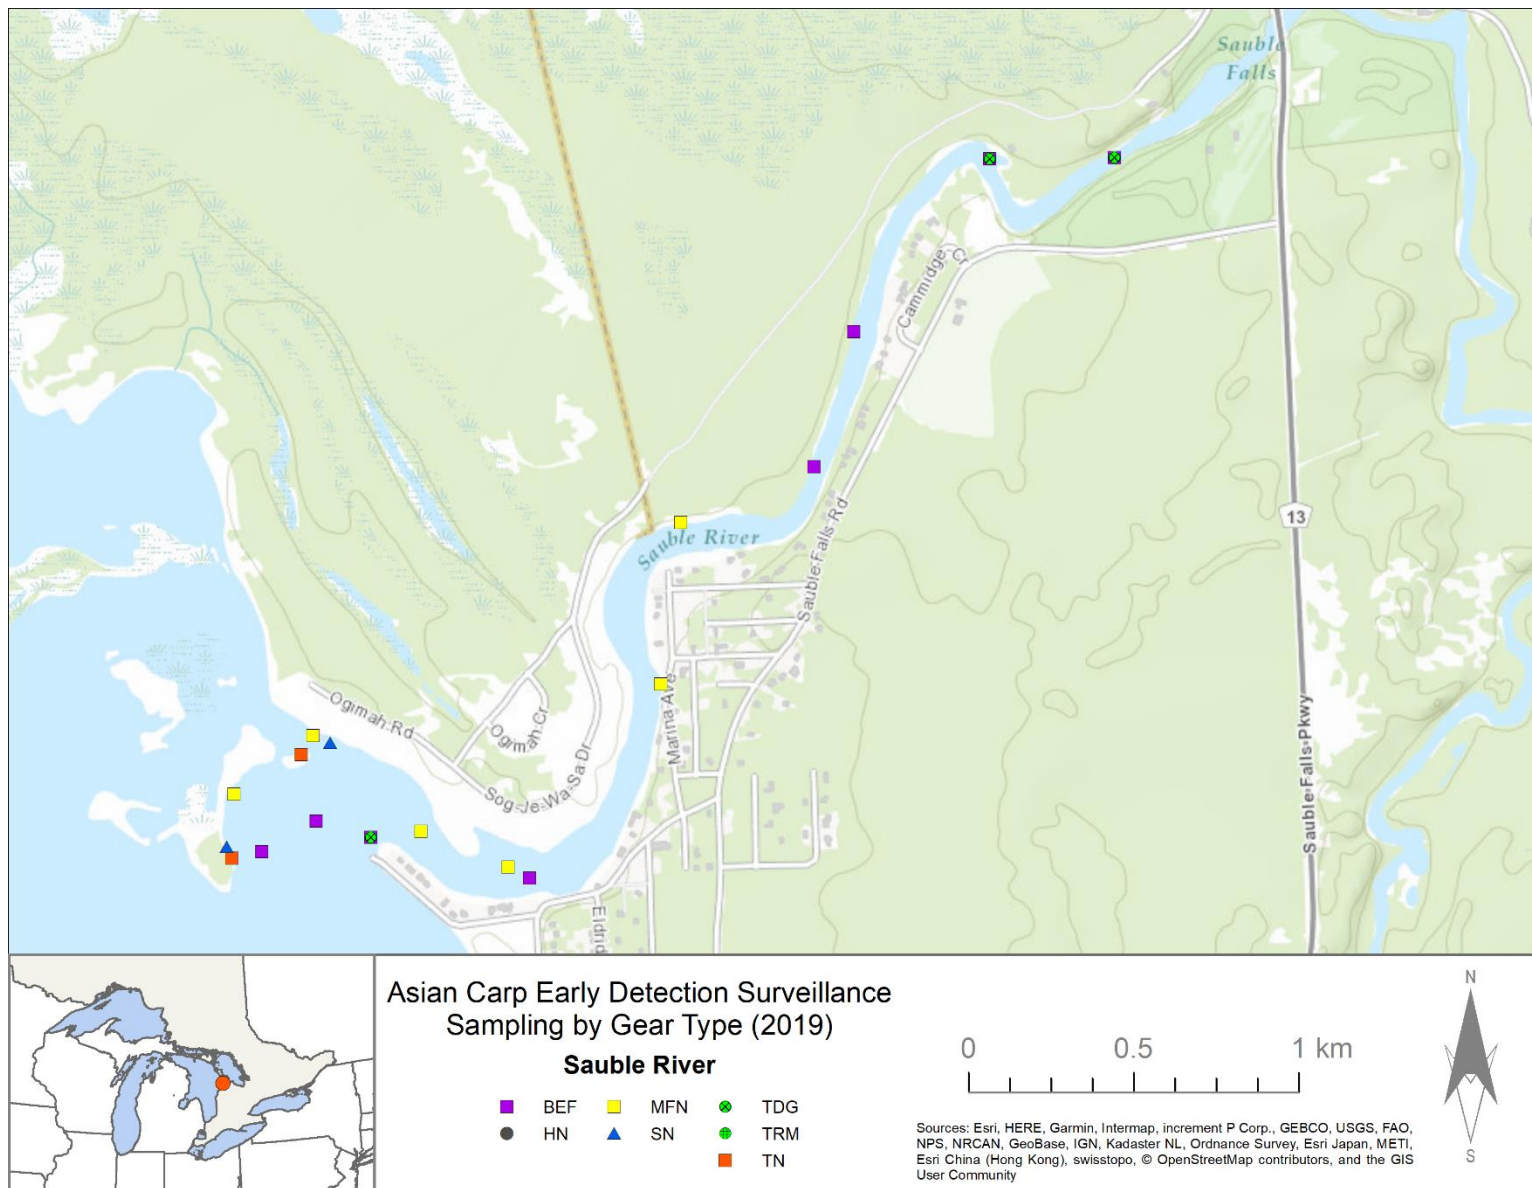 Sauble
Falls
Cammidge
Cr
13
Sauble River
Sauble Falls Rd
Ogimah Rd
Ogimah Cr
Marina Ave
Sog-Je-Wa-Sa Dr
Sauble Falls Pkwy
Eldrid
Asian Carp Early Detection Surveillance
Sampling by Gear Type (2019)
Sauble River
BEF MFN TDG
HN SN TRM
TN
0 0.5 1 km
N
S
Sources: Esri, HERE, Garmin, Intermap, increment P Corp., GEBCO, USGS, FAO,
NPS, NRCAN, GeoBase, IGN, Kadaster NL, Ordnance Survey, Esri Japan, METI,
Esri China (Hong Kong), swisstopo, © OpenStreetMap contributors, and the GIS
User Community